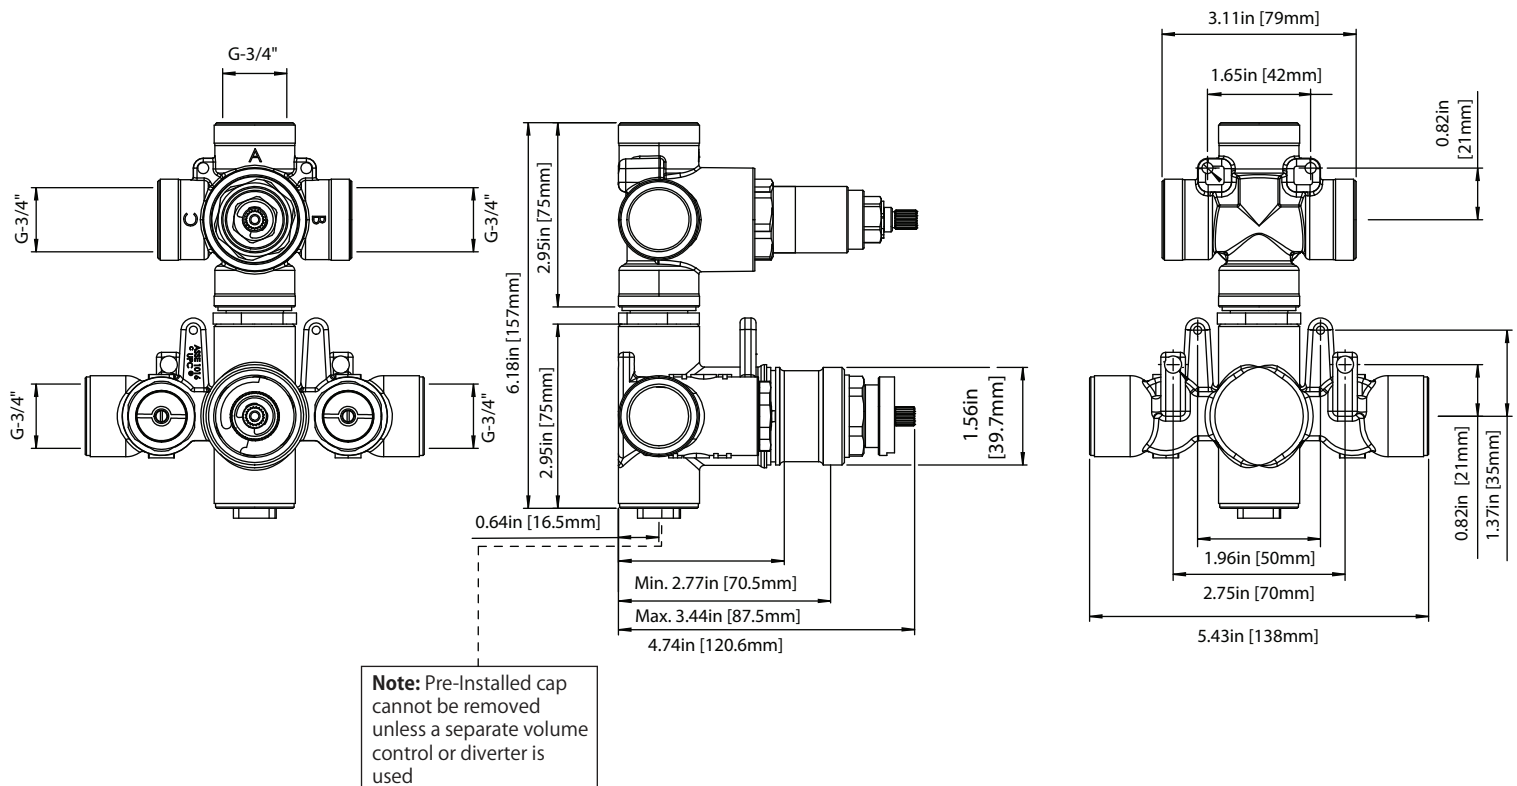 G-3/4"
A
C
B
G-3/4"
G-3/4"
ASSE 1016
c UPC ®
G-3/4"
G-3/4"
6.18in [157mm]
2.95in [75mm]
2.95in [75mm]
1.56in
[39.7mm]
0.64in [16.5mm]
Min. 2.77in [70.5mm]
Max. 3.44in [87.5mm]
4.74in [120.6mm]
Note: Pre-Installed cap
cannot be removed
unless a separate volume
control or diverter is
used
3.11in [79mm]
1.65in [42mm]
0.82in
[21mm]
0.82in [21mm]
1.37in [35mm]
1.96in [50mm]
2.75in [70mm]
5.43in [138mm]